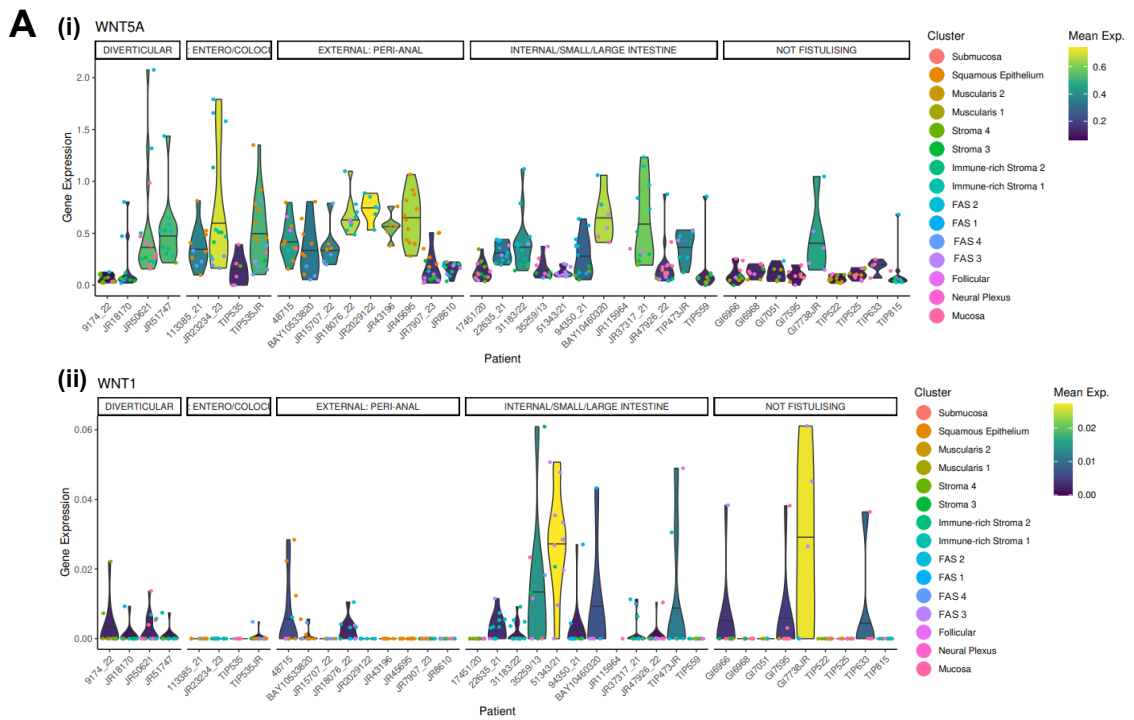 A
(i)
WNT5A
DIVERTICULAR
: ENTERO/COLOCI
EXTERNAL: PERI-ANAL
INTERNAL/SMALL/LARGE INTESTINE
NOT FISTULISING
Gene Expression
2.0
1.5
1.0
0.5
0.0
9174_22
JR18170
JR50621
JR51747
113385_21
JR23234_23
TIP535
TIP535JR
48715
BAY10533820
JR15707_22
JR18076_22
JR2029122
JR43196
JR45695
JR7907_23
JR8610
17451/20
22635_21
31183/22
35259/13
51343/21
94350_21
BAY10460320
JR115964
JR37317_21
JR47926_22
TIP473JR
TIP559
GI6966
GI6968
GI7051
GI7595
GI7738JR
TIP522
TIP525
TIP633
TIP815
Patient
Cluster
Submucosa
Squamous Epithelium
Muscularis 2
Muscularis 1
Stroma 4
Stroma 3
Immune-rich Stroma 2
Immune-rich Stroma 1
FAS 2
FAS 1
FAS 4
FAS 3
Follicular
Neural Plexus
Mucosa
Mean Exp.
0.6
0.4
0.2
(ii)
WNT1
DIVERTICULAR
: ENTERO/COLOCI
EXTERNAL: PERI-ANAL
INTERNAL/SMALL/LARGE INTESTINE
NOT FISTULISING
Gene Expression
0.06
0.04
0.02
0.00
9174_22
JR18170
JR50621
JR51747
113385_21
JR23234_23
TIP535
TIP535JR
48715
BAY10533820
JR15707_22
JR18076_22
JR2029122
JR43196
JR45695
JR7907_23
JR8610
17451/20
22635_21
31183/22
35259/13
51343/21
94350_21
BAY10460320
JR115964
JR37317_21
JR47926_22
TIP473JR
TIP559
GI6966
GI6968
GI7051
GI7595
GI7738JR
TIP522
TIP525
TIP633
TIP815
Patient
Cluster
Submucosa
Squamous Epithelium
Muscularis 2
Muscularis 1
Stroma 4
Stroma 3
Immune-rich Stroma 2
Immune-rich Stroma 1
FAS 2
FAS 1
FAS 4
FAS 3
Follicular
Neural Plexus
Mucosa
Mean Exp.
0.02
0.01
0.00